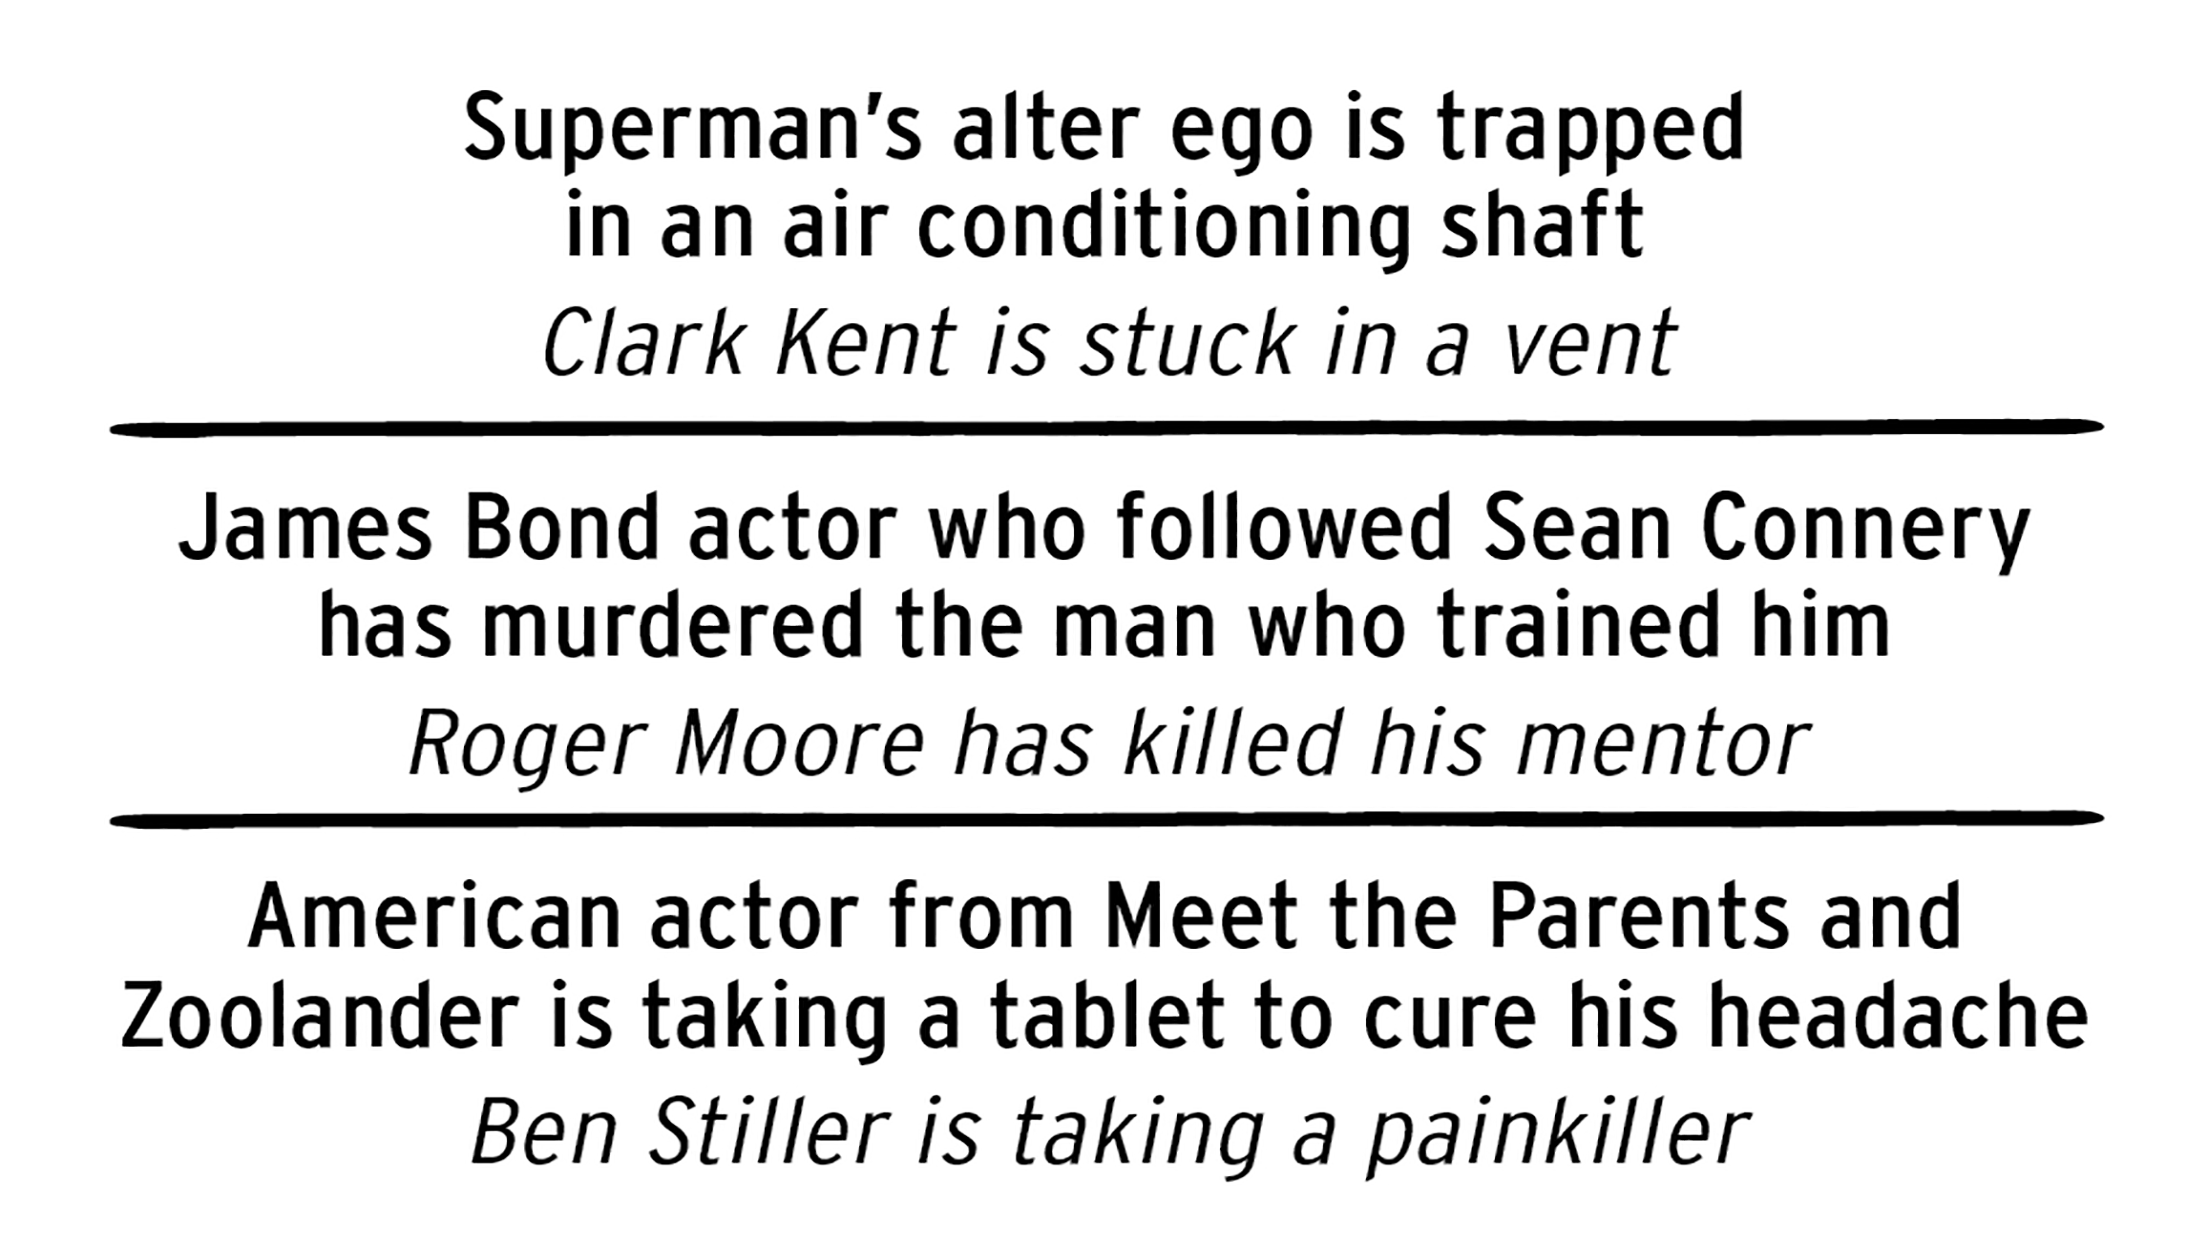 Superman's alter ego is trapped
in an air conditioning shaft
Clark Kent is stuck in a vent
James Bond actor who followed Sean Connery
has murdered the man who trained him
Roger Moore has killed his mentor
American actor from Meet the Parents and
Zoolander is taking a tablet to cure his headache
Ben Stiller is taking a painkiller